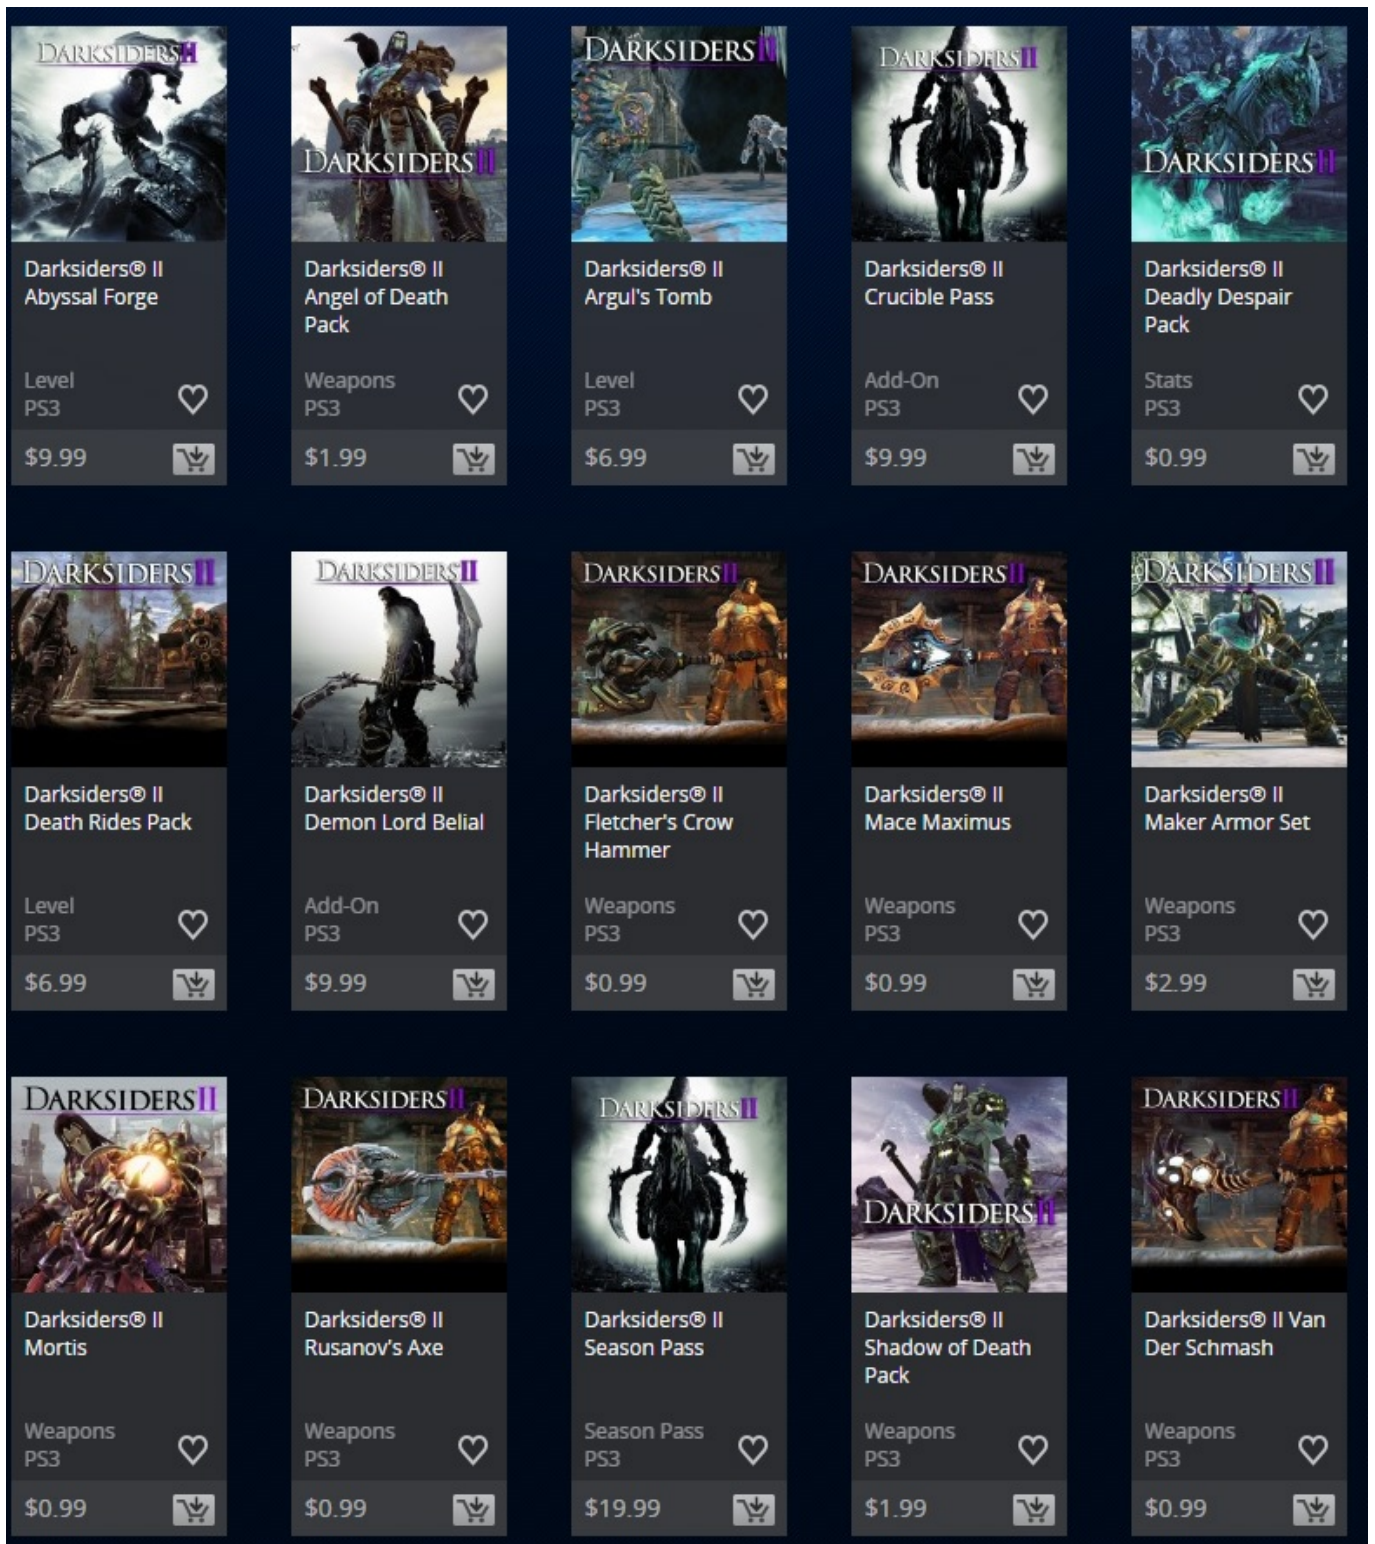 DARKSIDERS II
DARKSIDERS II
DARKSIDERS II
DARKSIDERS II
DARKSIDERS II
Darksiders® II
Abyssal Forge
Level
PS3
$9.99
Darksiders® II
Angel of Death
Pack
Weapons
PS3
$1.99
Darksiders® II
Argul's Tomb
Level
PS3
$6.99
Darksiders® II
Crucible Pass
Add-On
PS3
$9.99
Darksiders® II
Deadly Despair
Pack
Stats
PS3
$0.99
DARKSIDERS II
DARKSIDERS II
DARKSIDERS II
DARKSIDERS II
DARKSIDERS II
Darksiders® II
Death Rides Pack
Level
PS3
$6.99
Darksiders® II
Demon Lord Belial
Add-On
PS3
$9.99
Darksiders® II
Fletcher's Crow
Hammer
Weapons
PS3
$0.99
Darksiders® II
Mace Maximus
Weapons
PS3
$0.99
Darksiders® II
Maker Armor Set
Weapons
PS3
$2.99
DARKSIDERS II
DARKSIDERS II
DARKSIDERS II
DARKSIDERS II
DARKSIDERS II
Darksiders® II
Mortis
Weapons
PS3
$0.99
Darksiders® II
Rusanov's Axe
Weapons
PS3
$0.99
Darksiders® II
Season Pass
Season Pass
PS3
$19.99
Darksiders® II
Shadow of Death
Pack
Weapons
PS3
$1.99
Darksiders® II Van
Der Schmash
Weapons
PS3
$0.99